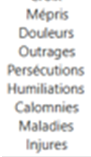 Mépris
Douleurs
Outrages
Persécutions
Humiliations
Calomnies
Maladies
Injures